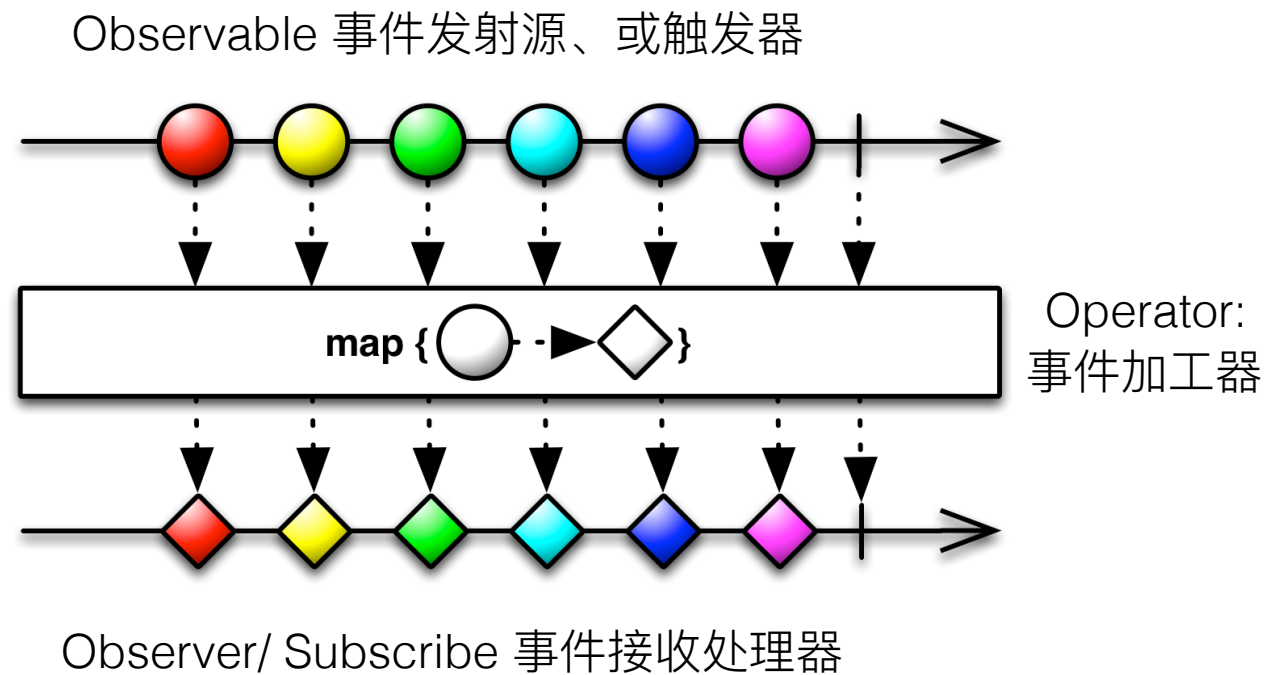 Observable 事件发射源、或触发器
map { }
Operator:
事件加工器
Observer/ Subscribe 事件接收处理器